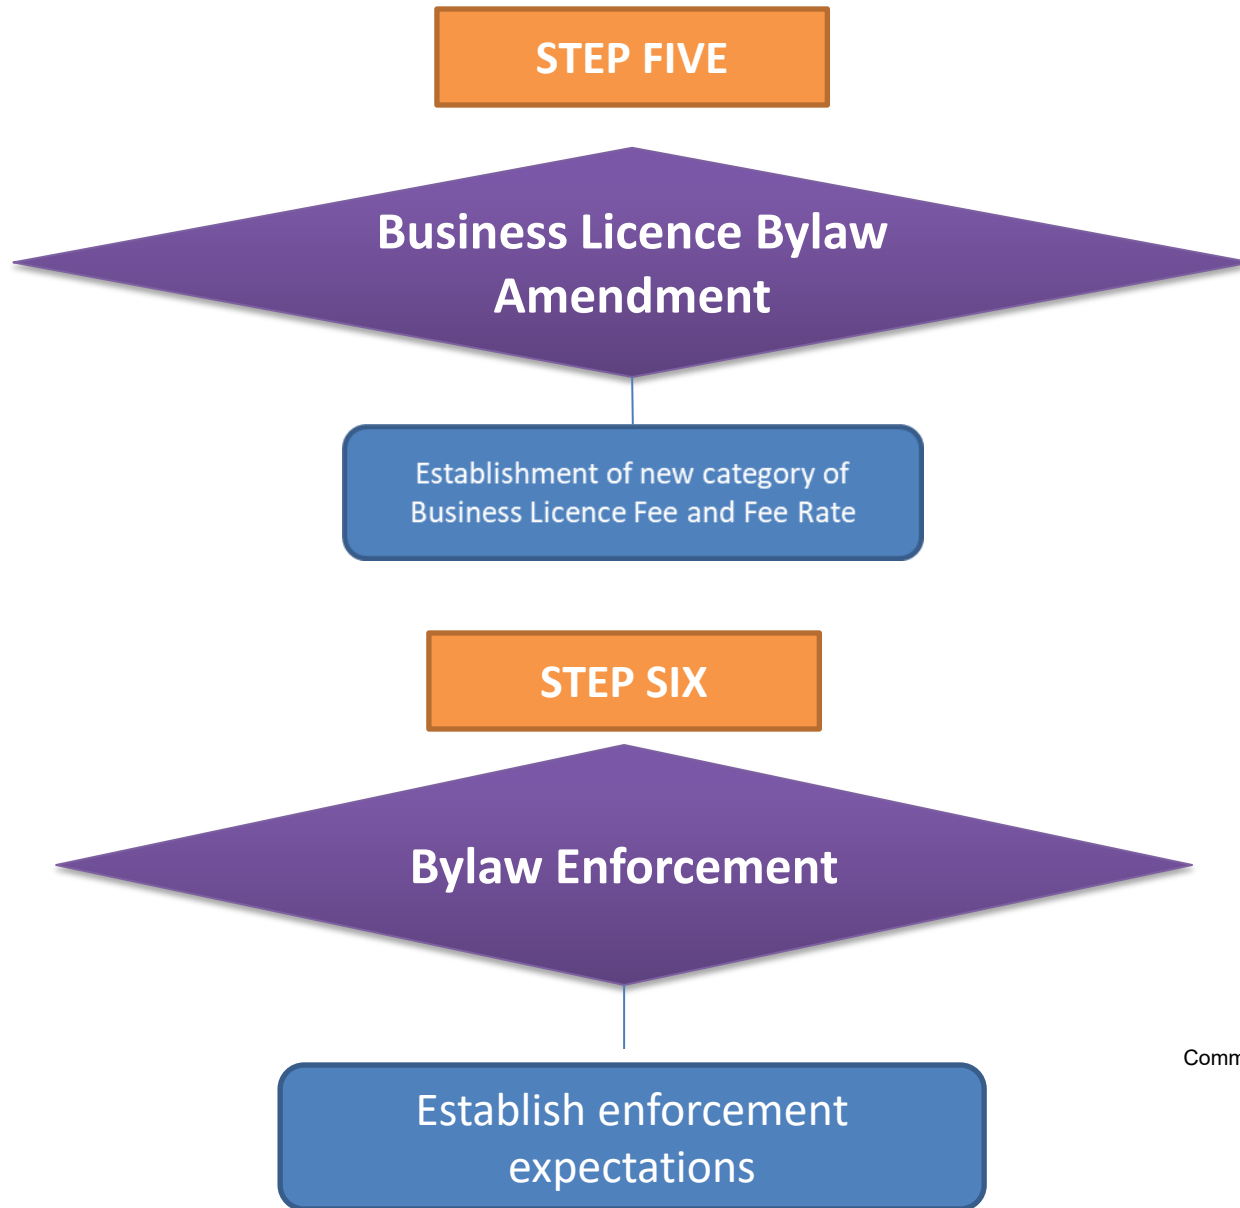 STEP FIVE
Business Licence Bylaw
Amendment
Establishment of new category of
Business Licence Fee and Fee Rate
STEP SIX
Bylaw Enforcement
Comm
Establish enforcement
expectations